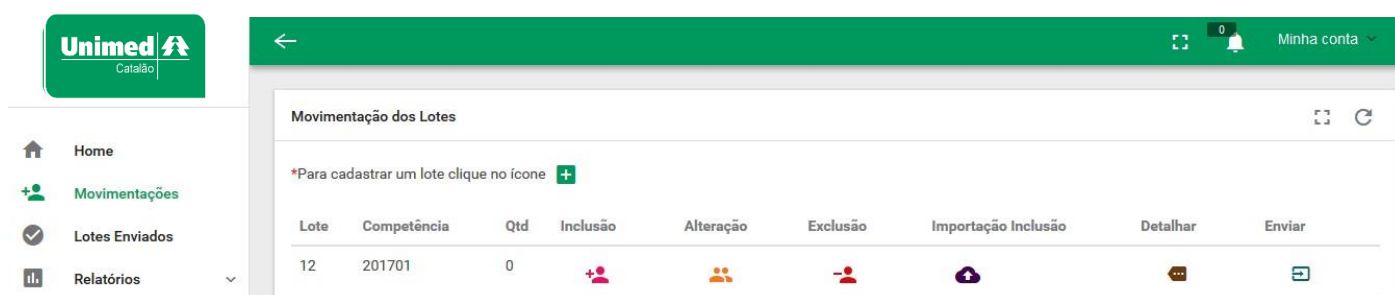 Unimed
Catalão
0
Minha conta
Movimentação dos Lotes
Home
*Para cadastrar um lote clique no ícone
Movimentações
Lote Competência Qtd Inclusão Alteração Exclusão Importação Inclusão Detalhar Enviar
Lotes Enviados
12 201701 0
Relatórios